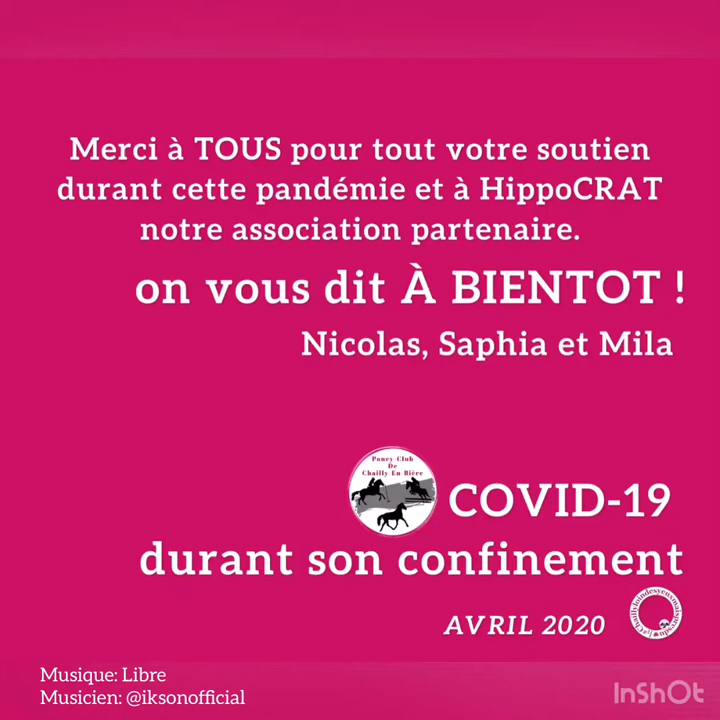 Merci à TOUS pour tout votre soutien
durant cette pandémie et à HippoCRAT
notre association partenaire.
on vous dit À BIENTOT !
Nicolas, Saphia et Mila
Poney Club
De
Chailly En Bière
COVID-19
durant son confinement
AVRIL 2020
Musique: Libre
Musicien: @iksonofficial
InShOt